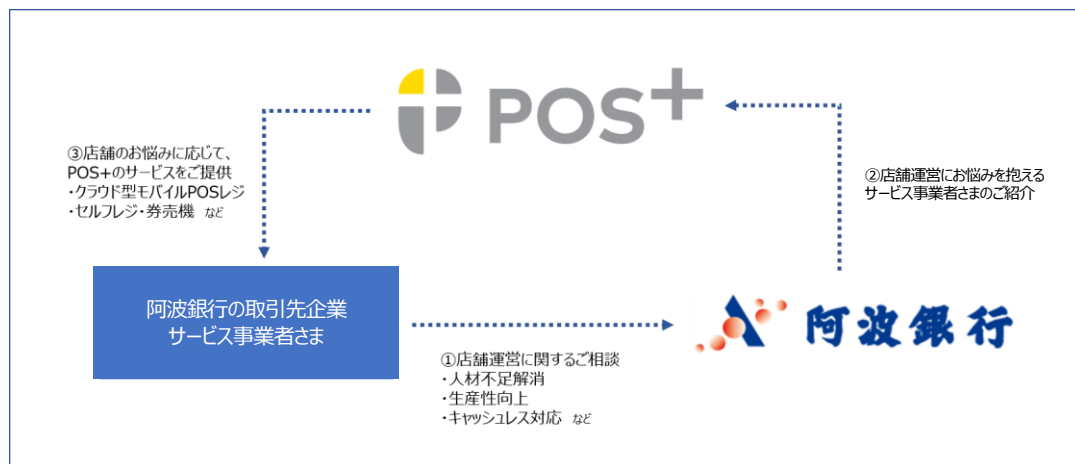 POS+
③店舗のお悩みに応じて、
POS+のサービスをご提供
・クラウド型モバイルPOSレジ
・セルフレジ・券売機 など
②店舗運営にお悩みを抱える
サービス事業者さまのご紹介
阿波銀行の取引先企業
サービス事業者さま
阿波銀行
①店舗運営に関するご相談
・人材不足解消
・生産性向上
・キャッシュレス対応 など